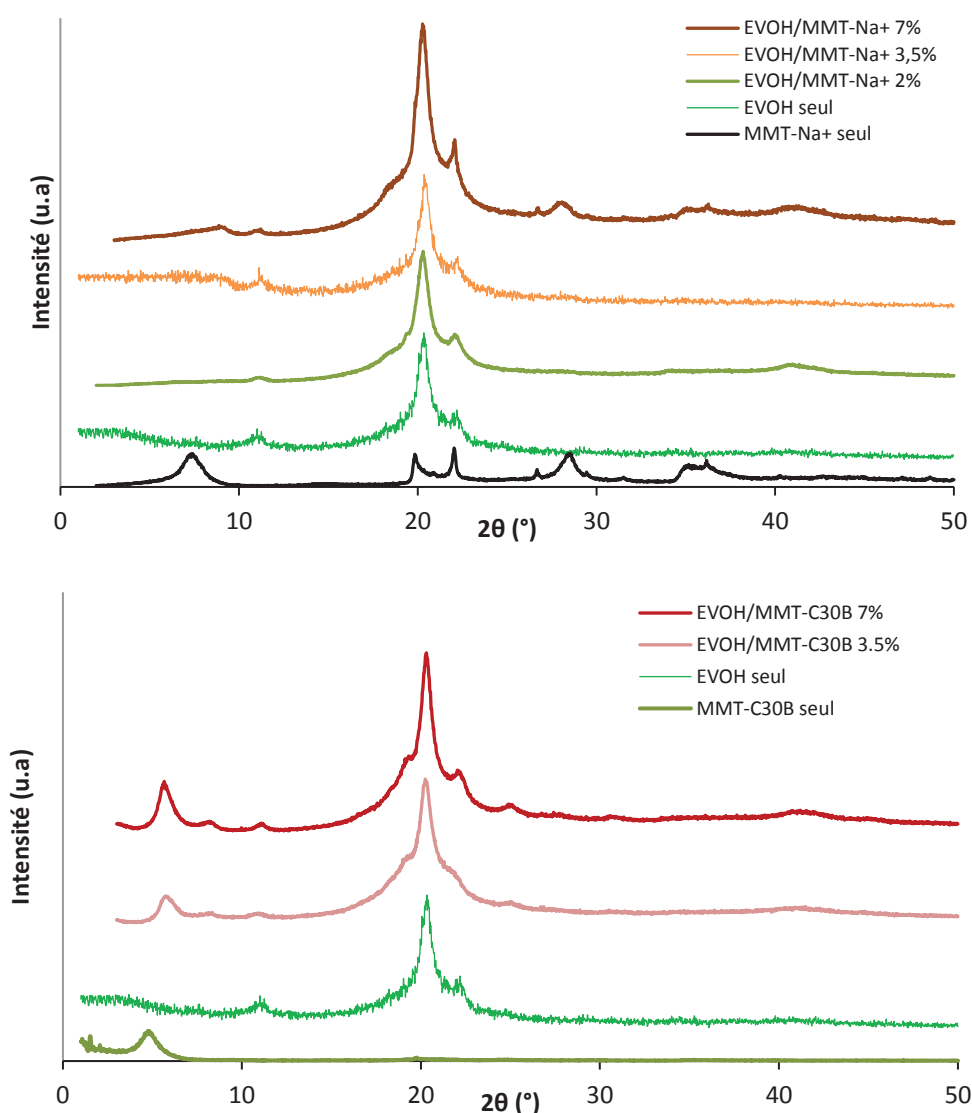 EVOH/MMT-Na+ 7%
EVOH/MMT-Na+ 3,5%
EVOH/MMT-Na+ 2%
EVOH seul
MMT-Na+ seul
Intensité (u.a)
0 10 20 30 40 50
2θ (°)
EVOH/MMT-C30B 7%
EVOH/MMT-C30B 3.5%
EVOH seul
MMT-C30B seul
Intensité (u.a)
0 10 20 30 40 50
2θ (°)